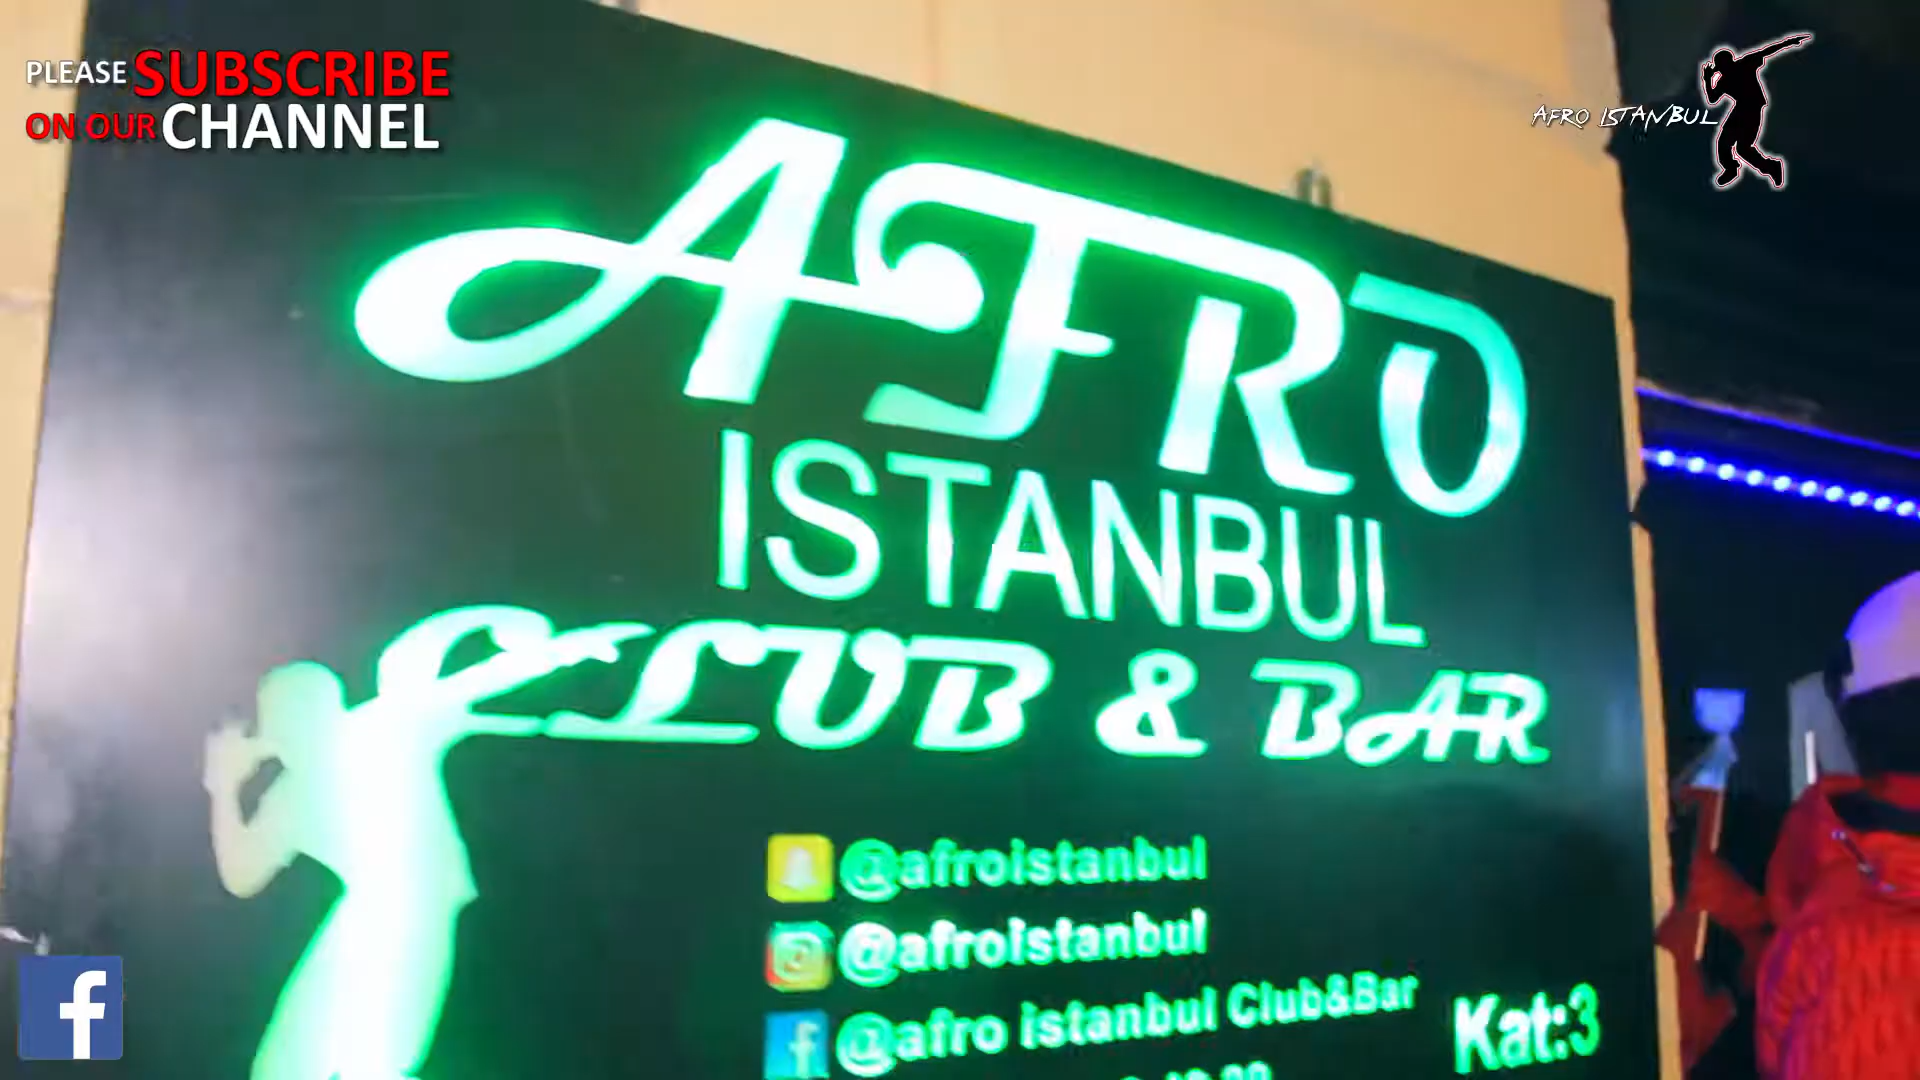 PLEASE SUBSCRIBE
ON OUR CHANNEL
AFRO ISTANBUL
AFRO
ISTANBUL
CLUB & BAR
@afroistanbul
@afroistanbul
@afro istanbul Club&Bar
Kat:3